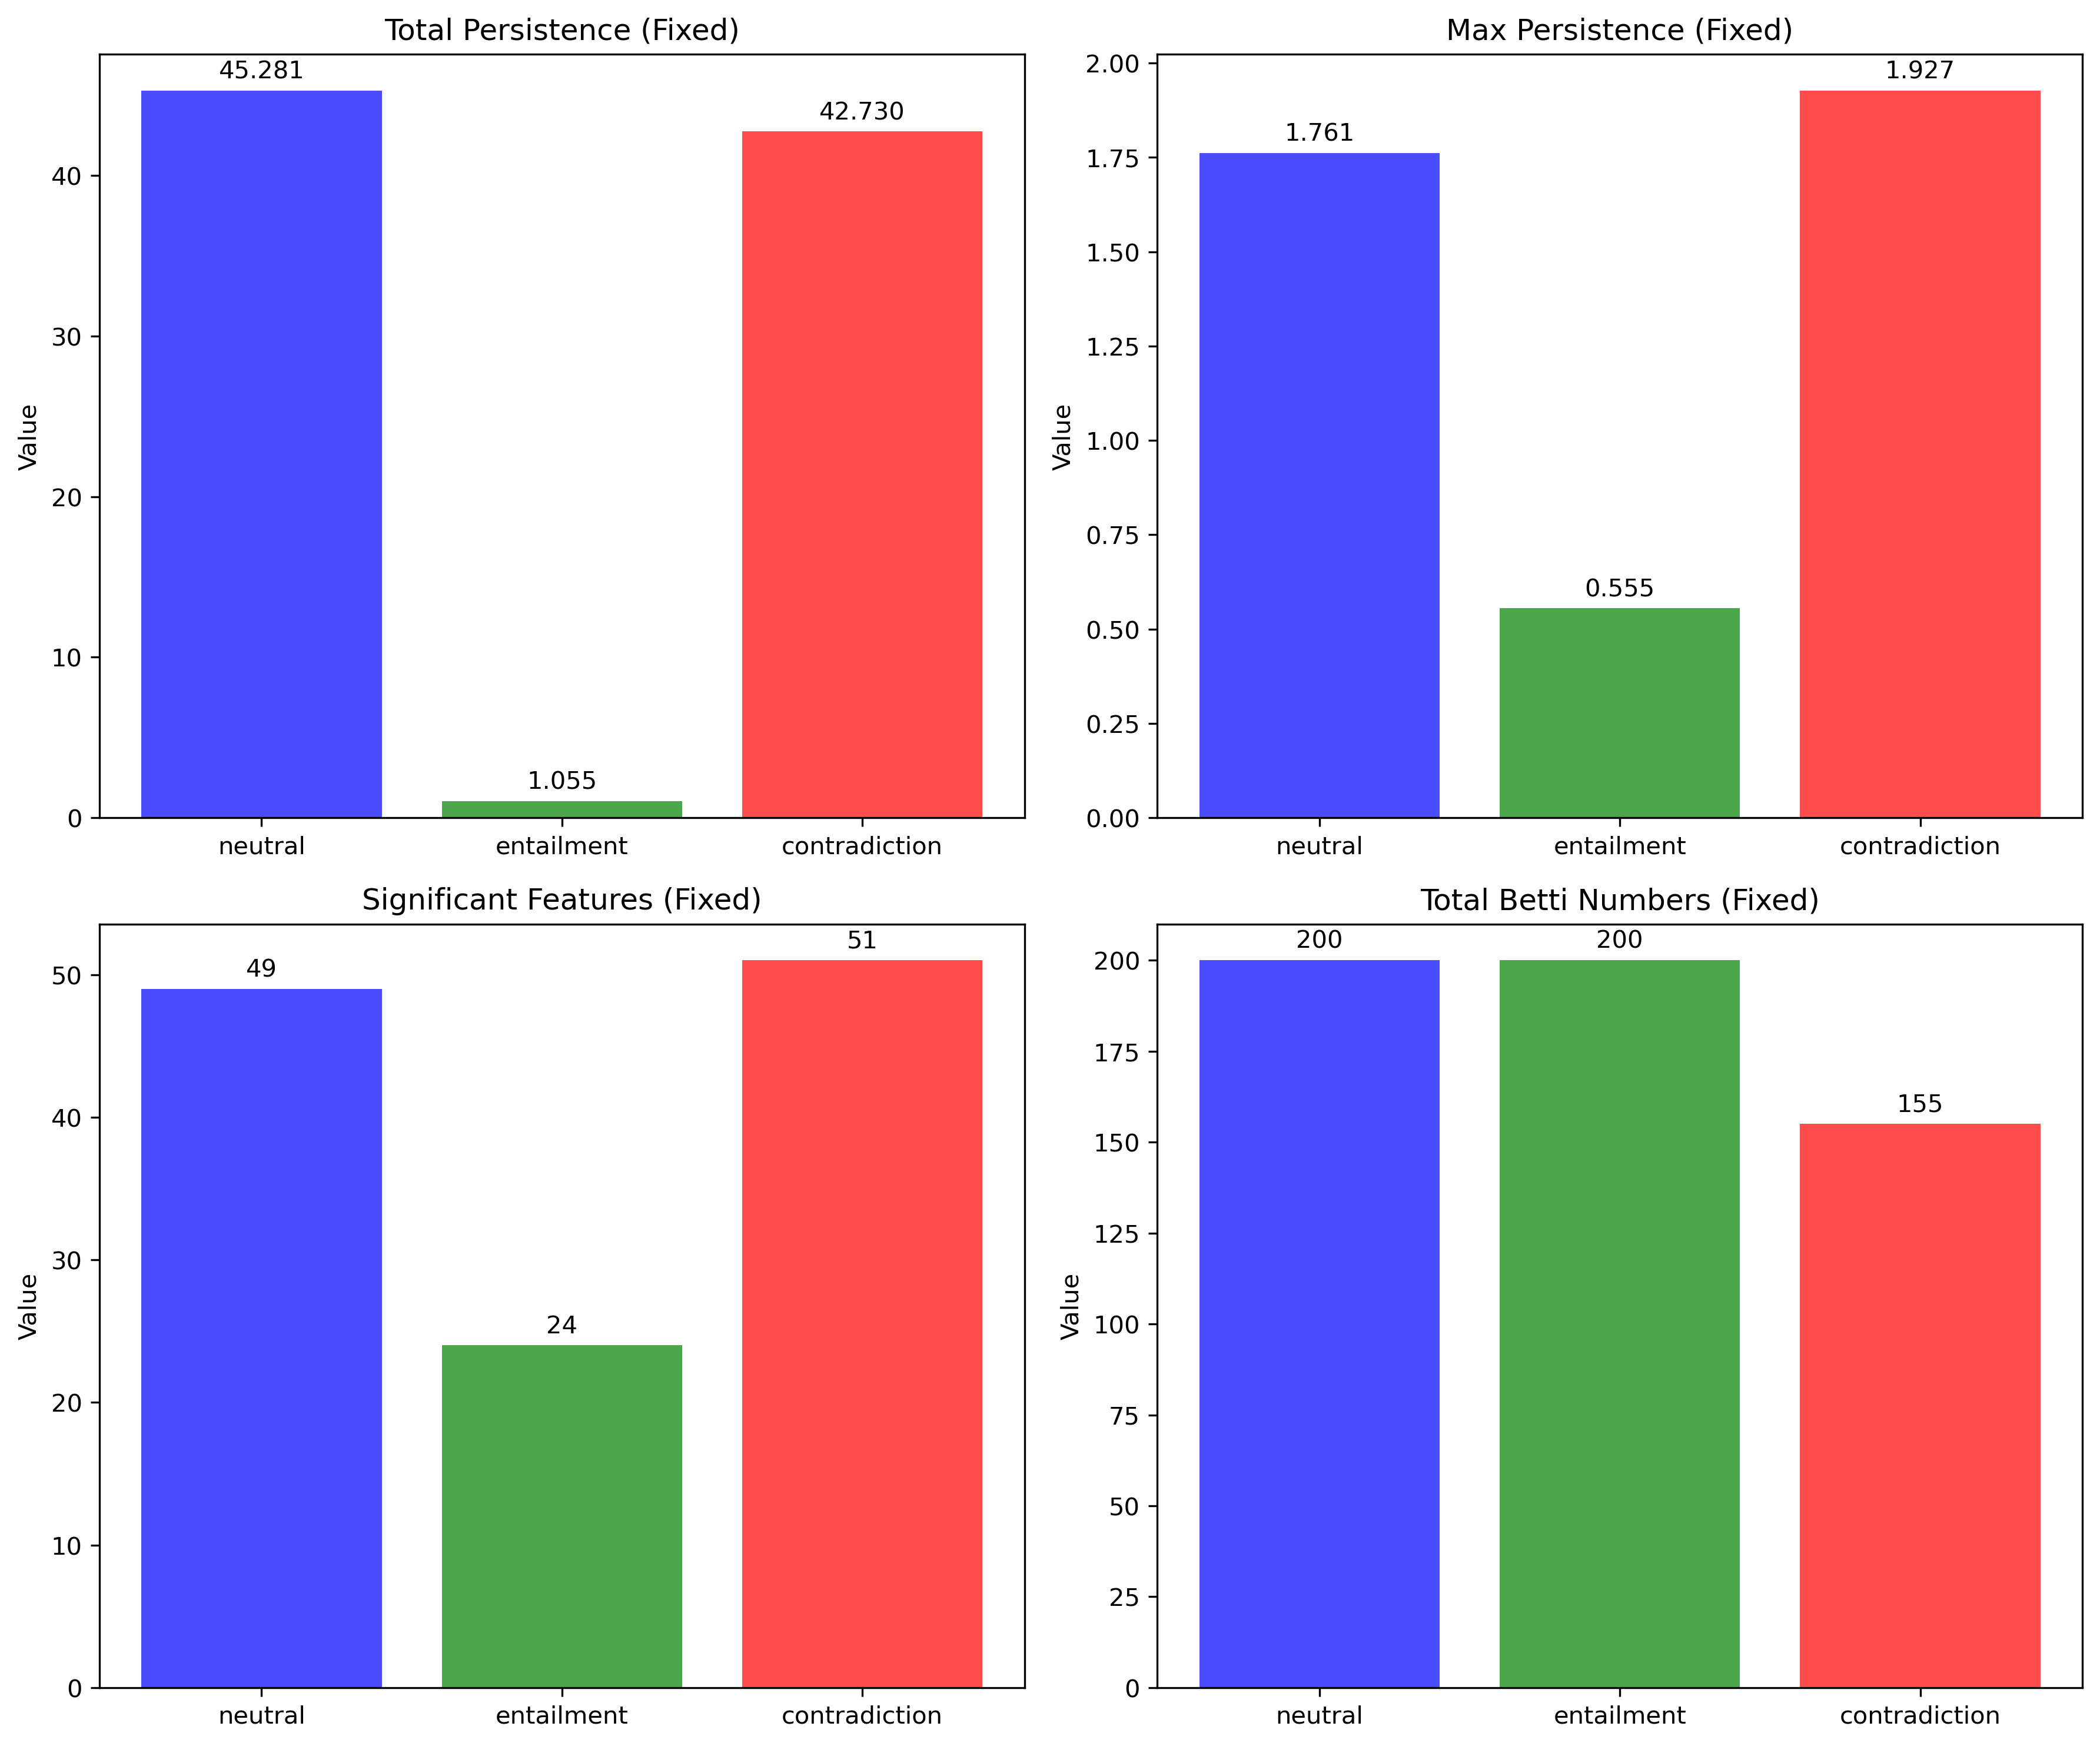 Total Persistence (Fixed)
Value
40
30
20
10
0
45.281
1.055
42.730
neutral
entailment
contradiction
Max Persistence (Fixed)
Value
2.00
1.75
1.50
1.25
1.00
0.75
0.50
0.25
0.00
1.761
0.555
1.927
neutral
entailment
contradiction
Significant Features (Fixed)
Value
50
40
30
20
10
0
49
24
51
neutral
entailment
contradiction
Total Betti Numbers (Fixed)
Value
200
175
150
125
100
75
50
25
0
200
200
155
neutral
entailment
contradiction